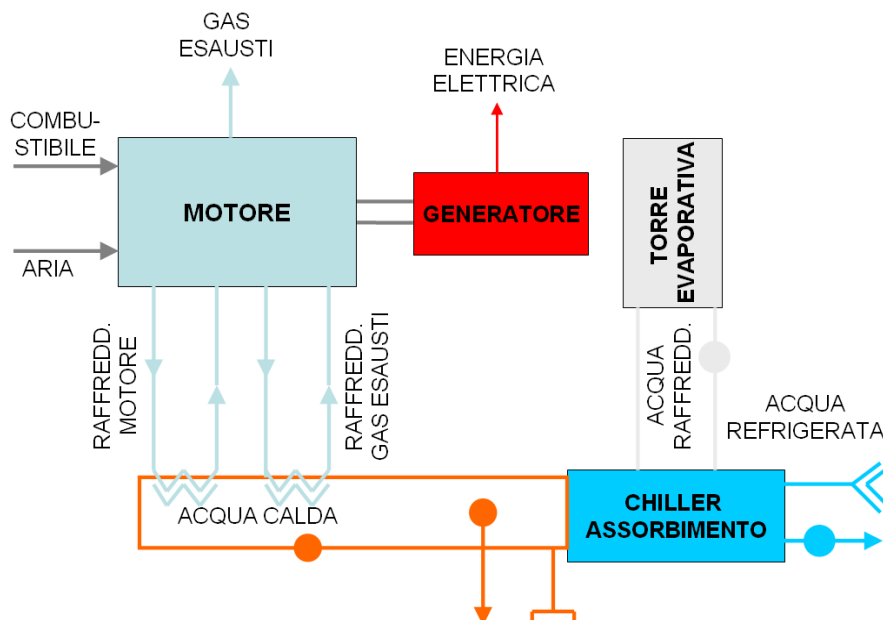 GAS
ESAUSTI
ENERGIA
ELETTRICA
COMBU-
STIBILE
MOTORE
GENERATORE
TORRE
EVAPORATIVA
ARIA
RAFFREDD.
MOTORE
RAFFREDD.
GAS ESAUSTI
ACQUA
RAFFREDD.
ACQUA
REFRIGERATA
ACQUA CALDA
CHILLER
ASSORBIMENTO